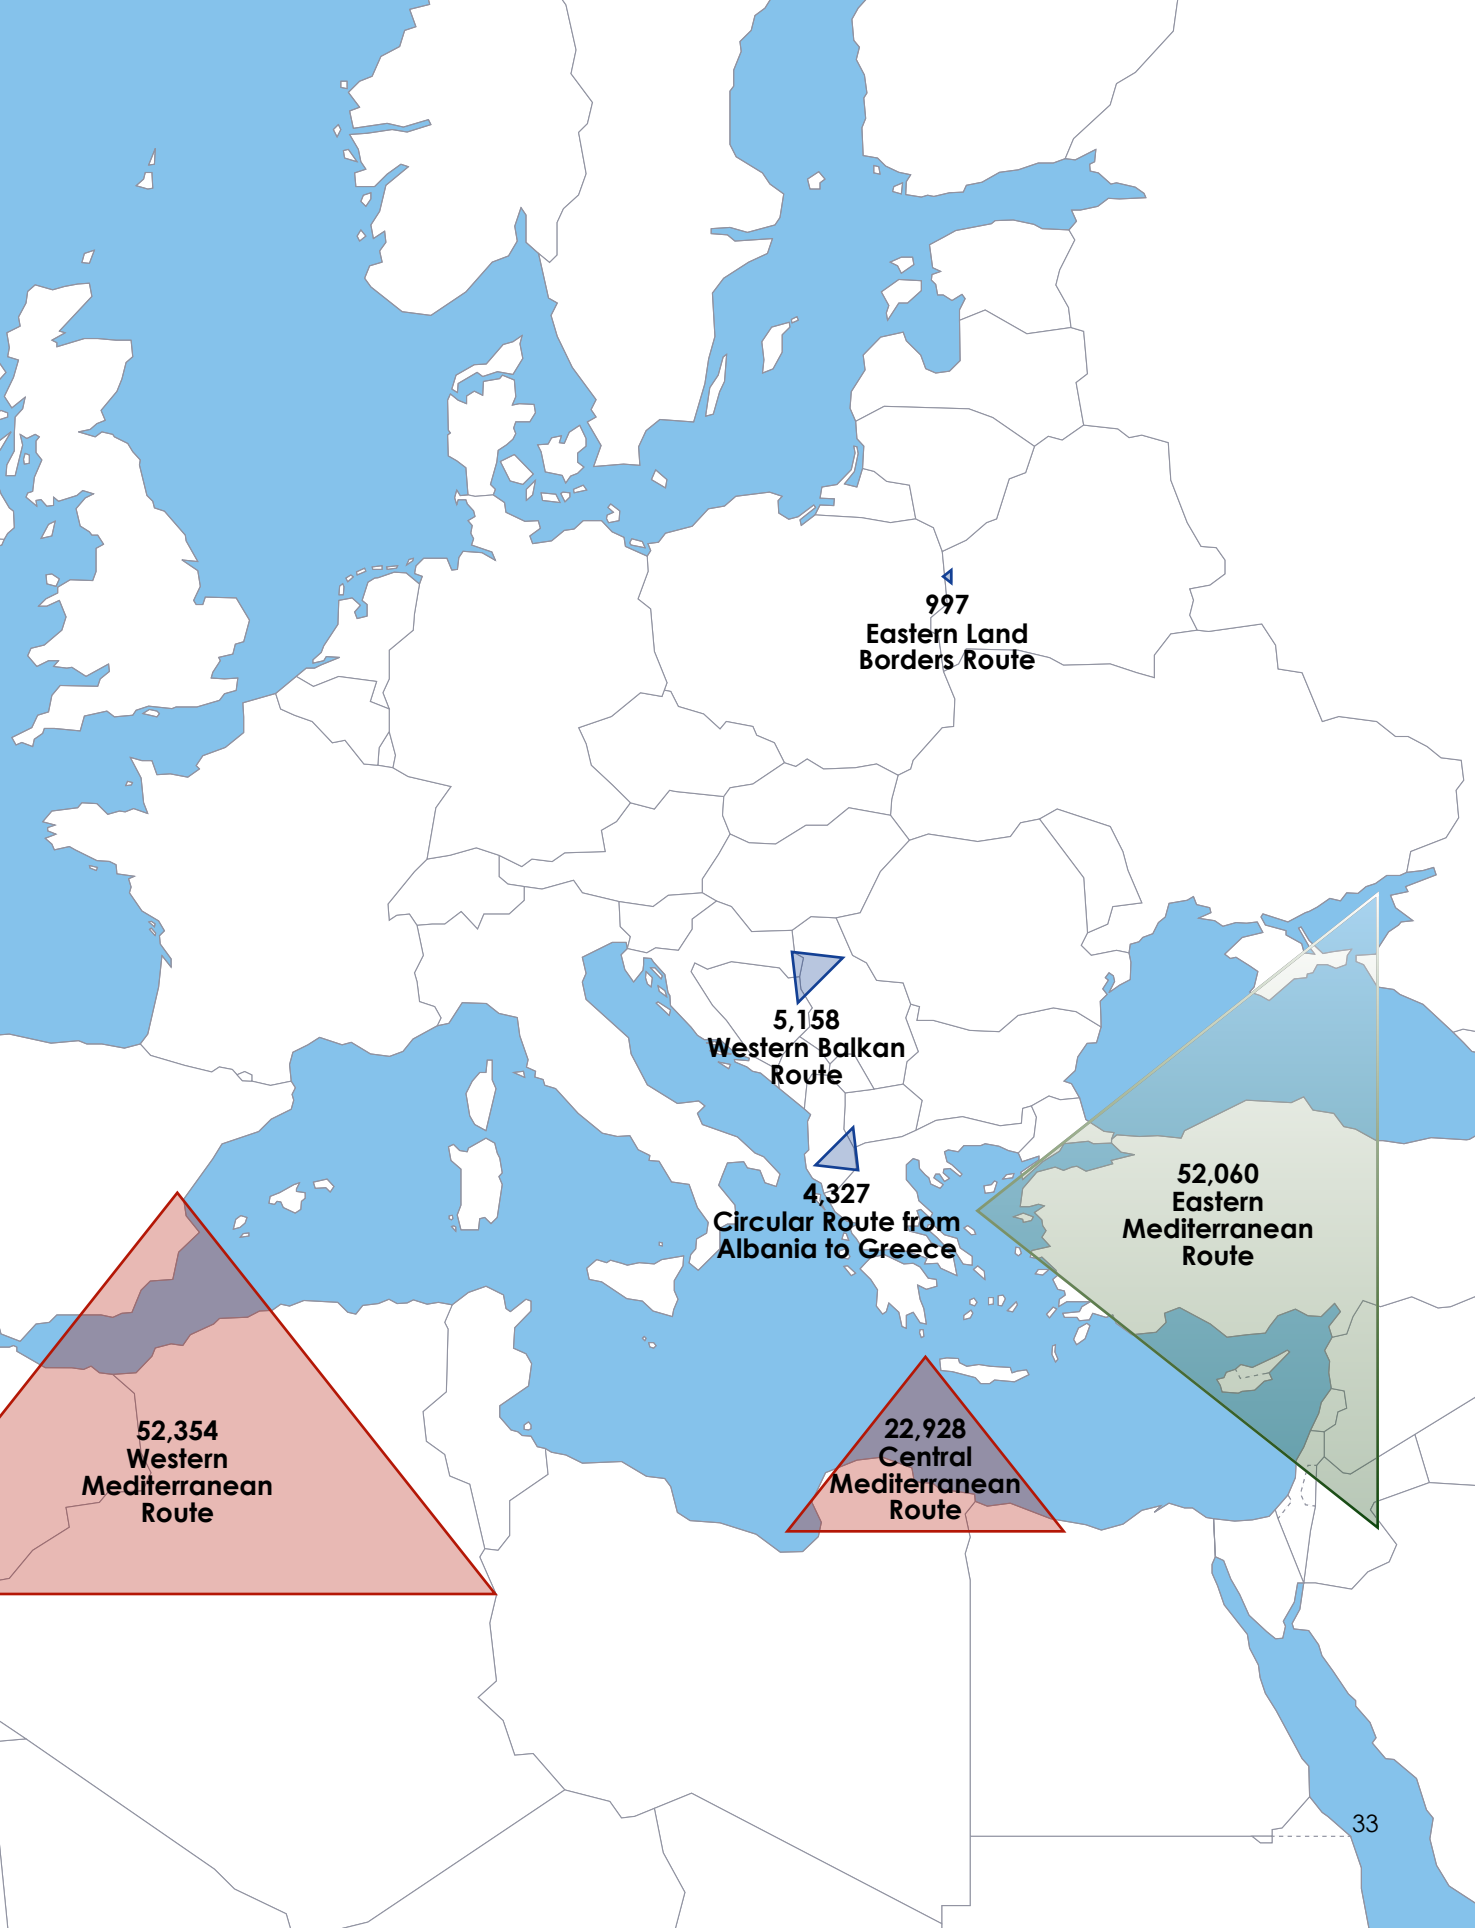 997
Eastern Land
Borders Route
5,158
Western Balkan
Route
4,327
Circular Route from
Albania to Greece
52,060
Eastern
Mediterranean
Route
52,354
Western
Mediterranean
Route
22,928
Central
Mediterranean
Route
33